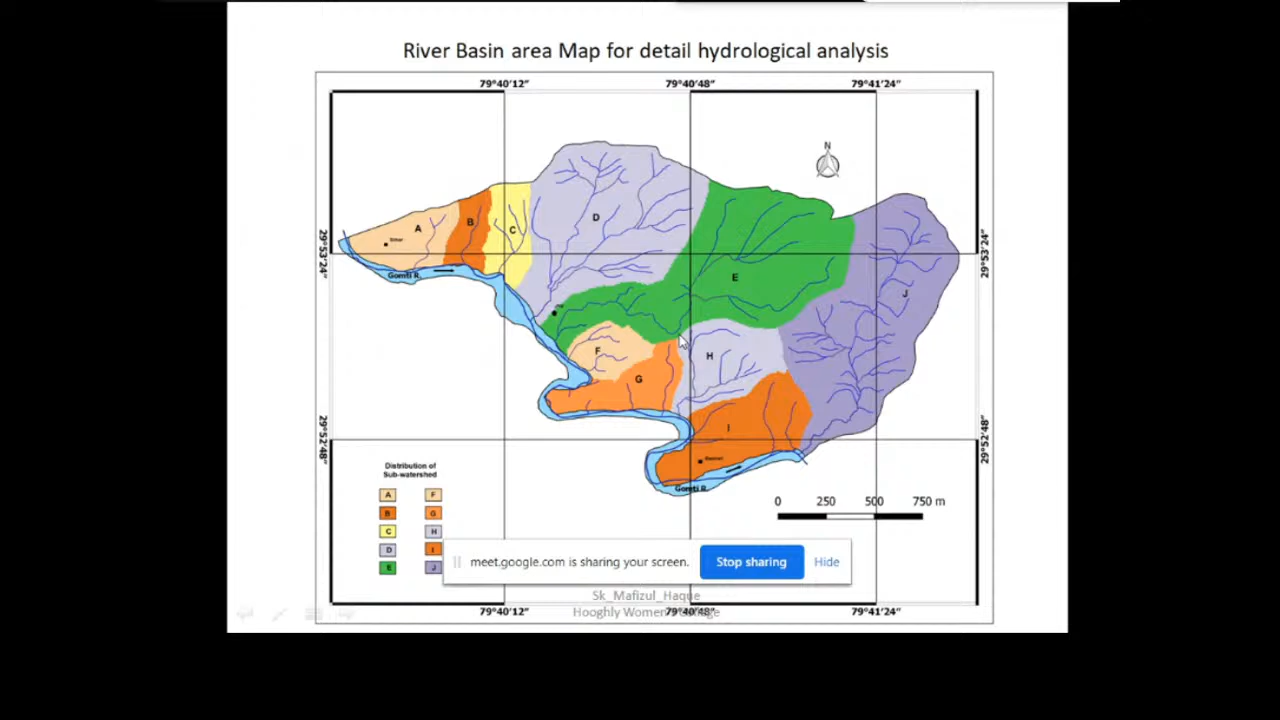 River Basin area Map for detail hydrological analysis
79°40'12" 79°40'48" 79°41'24"
N
A B C D E F G H I J
29°53'24" 29°53'24"
Gomti R.
29°52'48" 29°52'48"
Gomti R.
Distribution of
Sub-watershed
A F
B G
C H
D I
E J
0 250 500 750 m
meet.google.com is sharing your screen. Stop sharing Hide
Sk_Mafizul_Haque
79°40'12" 79°40'48" 79°41'24"